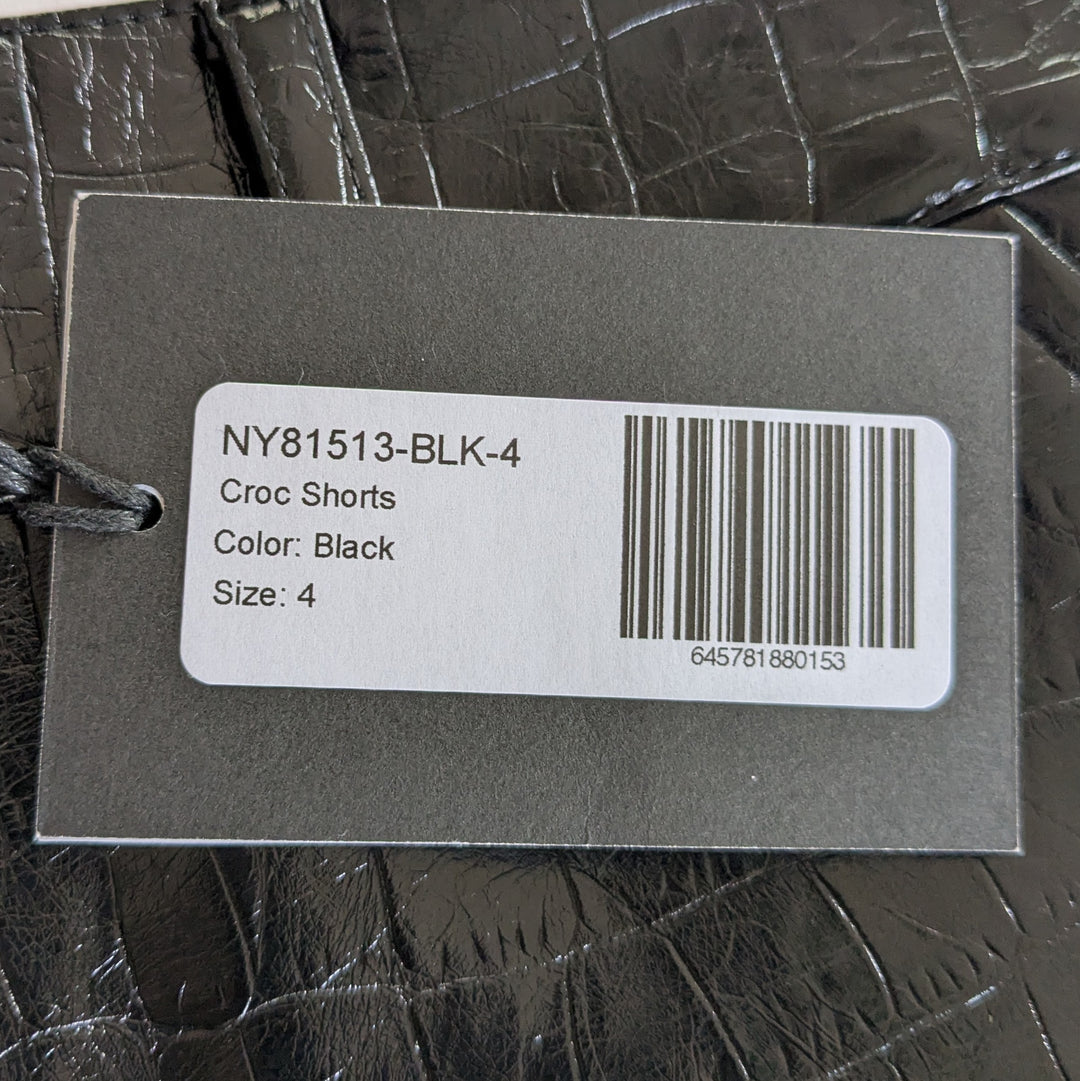 NY81513-BLK-4
Croc Shorts
Color: Black
Size: 4
645781880153